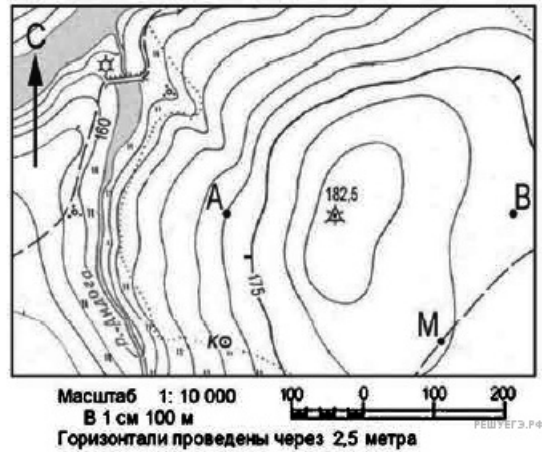 С
160
182,5
А
В
175
р. Андога
М
К
Масштаб 1: 10 000
В 1 см 100 м
Горизонтали проведены через 2,5 метра
100 0 100 200
РЕШУЕГЭ.РФ